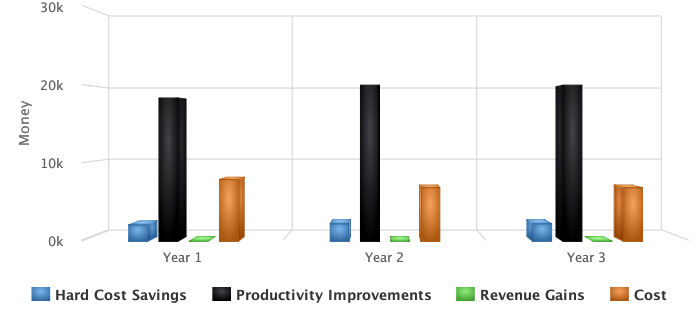 30k
20k
10k
0k
Money
Year 1
Year 2
Year 3
Hard Cost Savings
Productivity Improvements
Revenue Gains
Cost